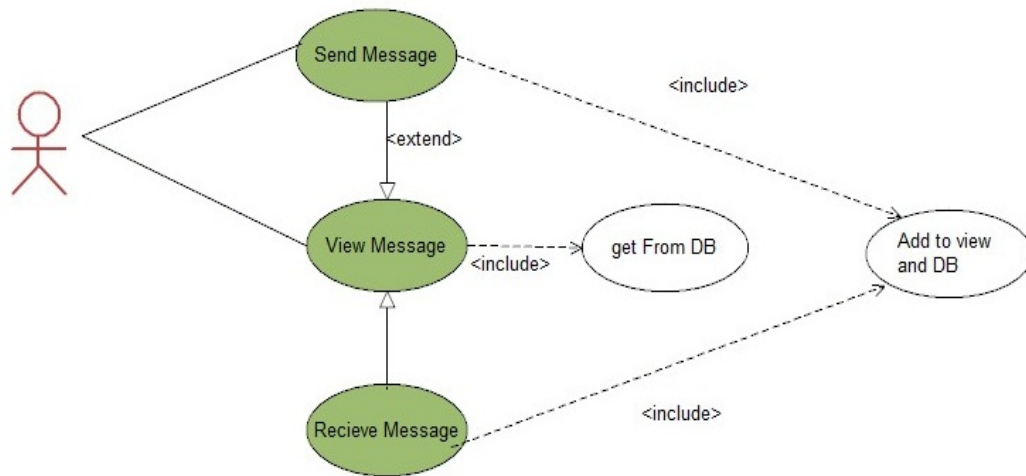 Send Message
<include>
<extend>
View Message
<include>
get From DB
Add to view
and DB
Recieve Message
<include>